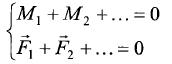 M₁ + M₂ + ... = 0
F⃗₁ + F⃗₂ + ... = 0